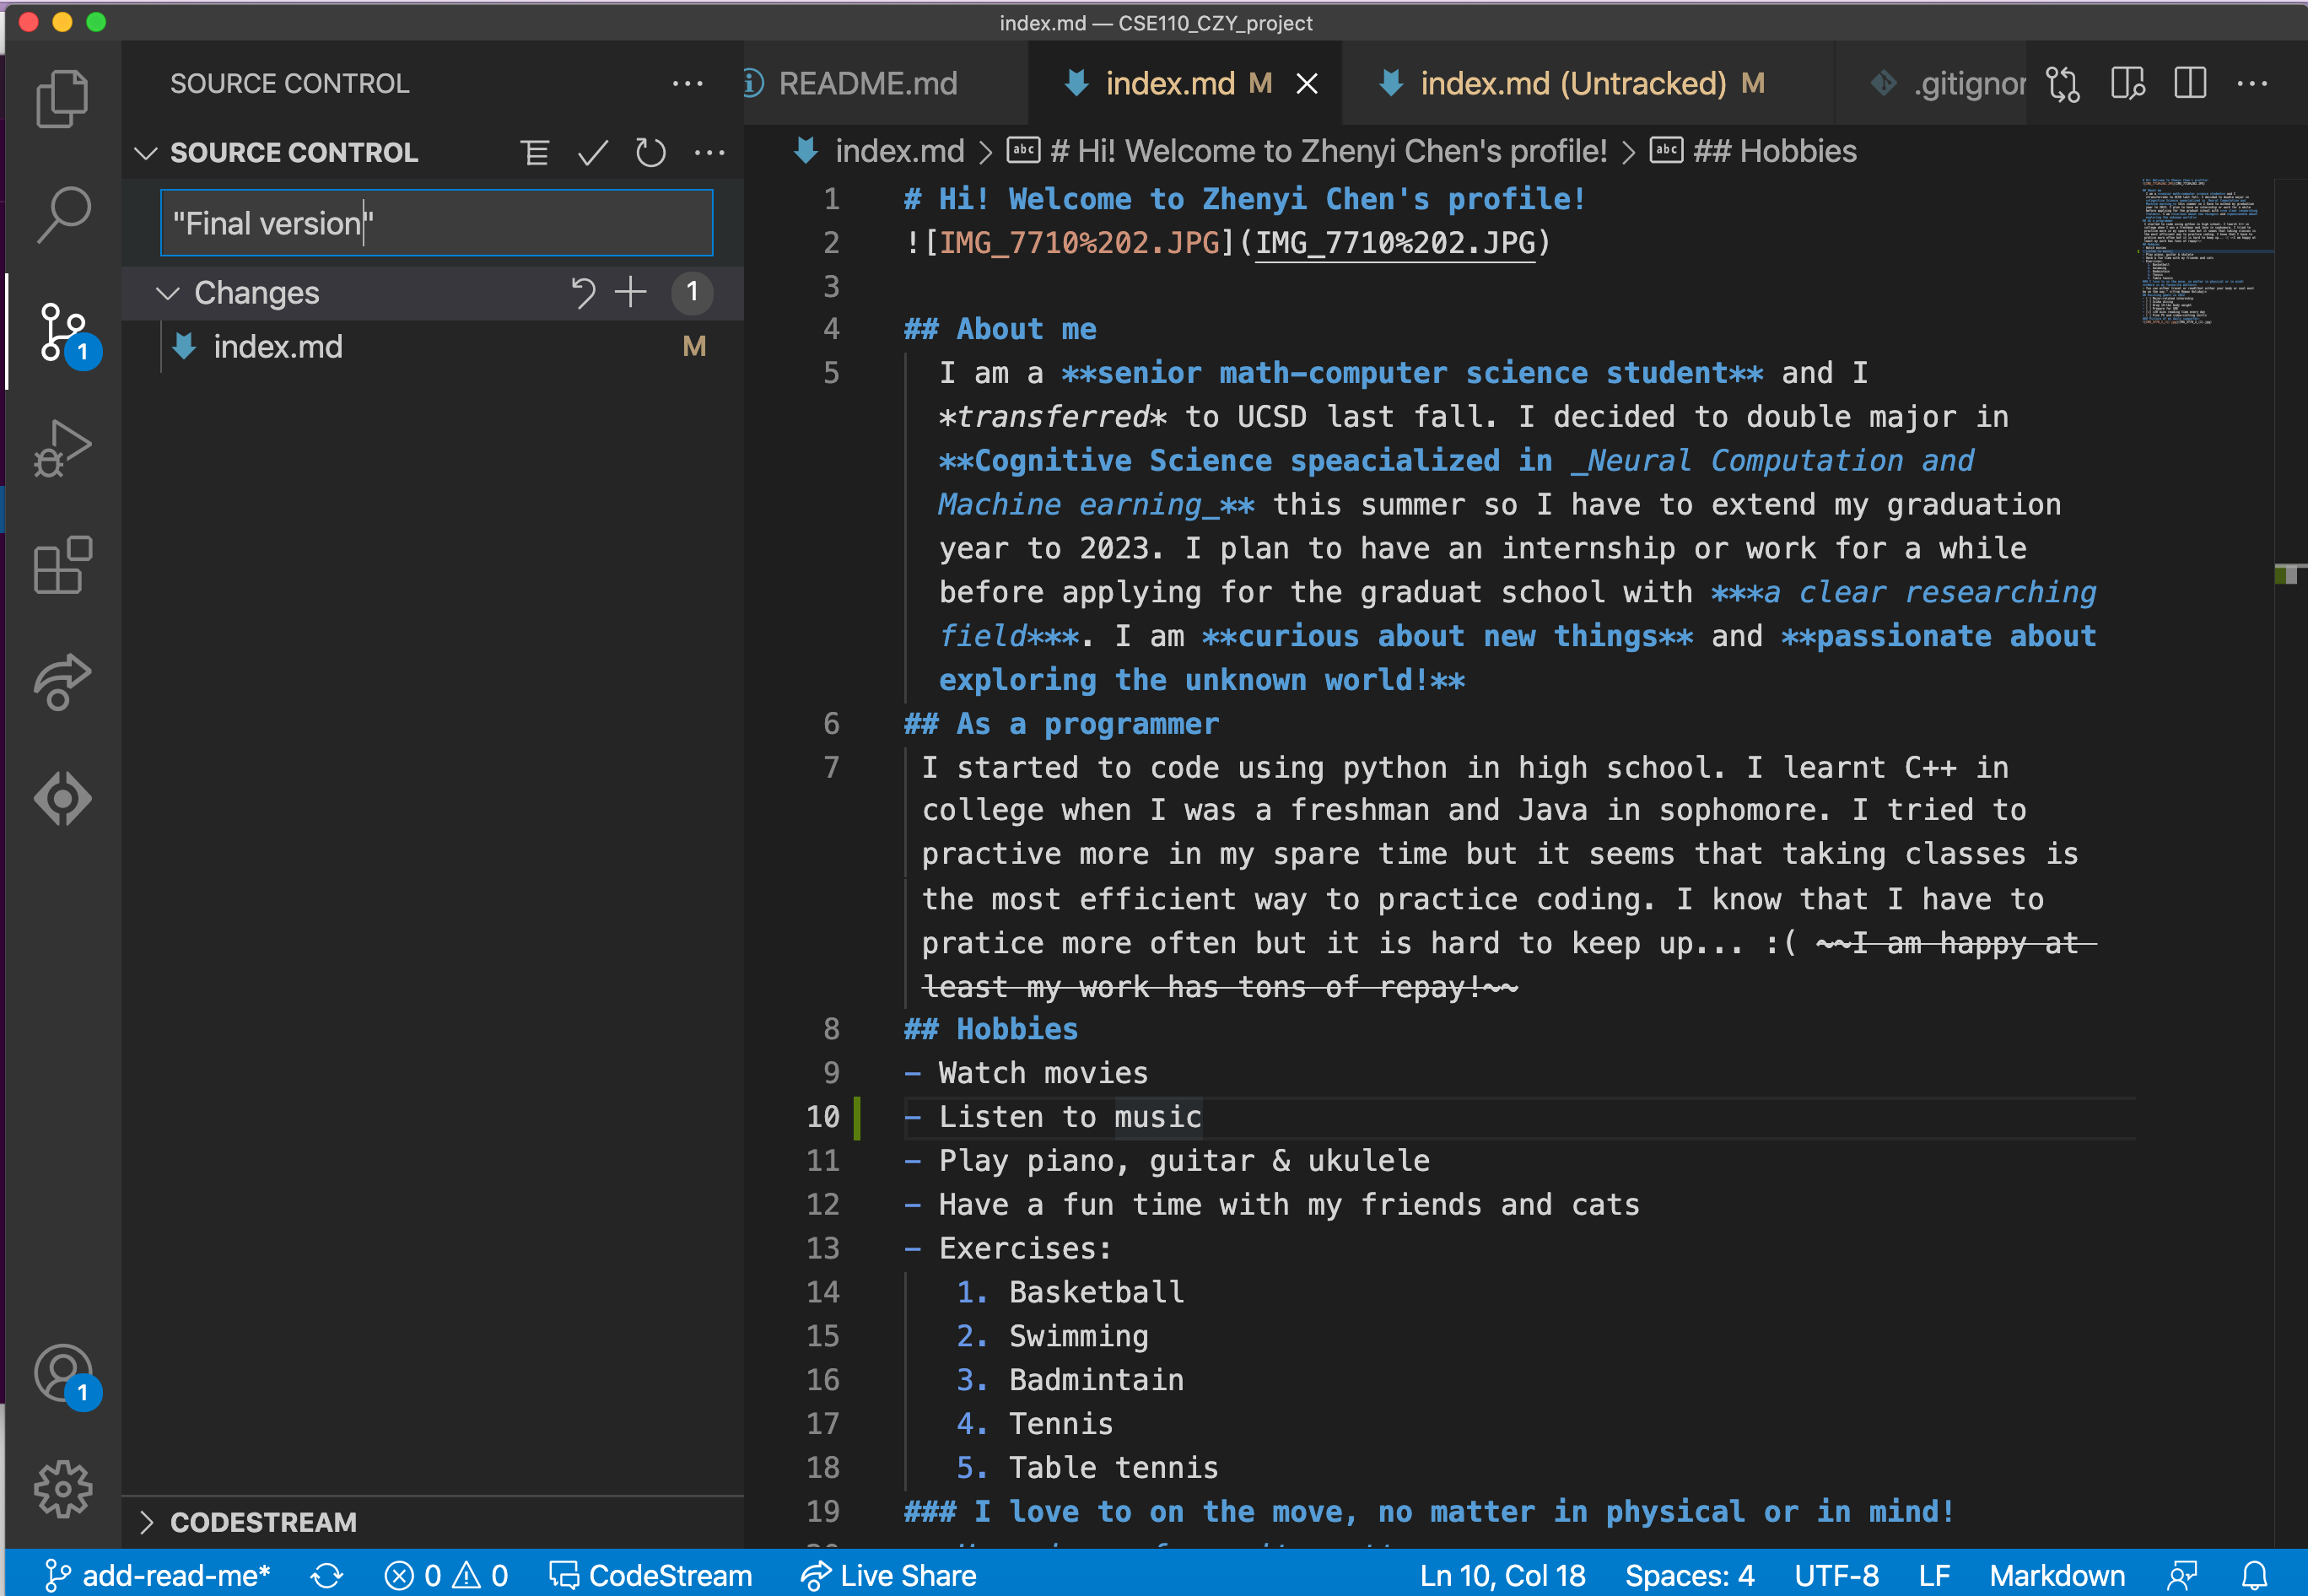 index.md — CSE110_CZY_project
SOURCE CONTROL
README.md
index.md M
index.md (Untracked) M
.gitignor
SOURCE CONTROL
index.md > # Hi! Welcome to Zhenyi Chen's profile! > ## Hobbies
"Final version"
Changes 1
index.md M
1
1
CODESTREAM
1 # Hi! Welcome to Zhenyi Chen's profile!
2 ![IMG_7710%202.JPG](IMG_7710%202.JPG)
3
4 ## About me
5 I am a **senior math-computer science student** and I
*transferred* to UCSD last fall. I decided to double major in
**Cognitive Science speacialized in _Neural Computation and
Machine earning_** this summer so I have to extend my graduation
year to 2023. I plan to have an internship or work for a while
before applying for the graduat school with ***a clear researching
field***. I am **curious about new things** and **passionate about
exploring the unknown world!**
6 ## As a programmer
7 I started to code using python in high school. I learnt C++ in
college when I was a freshman and Java in sophomore. I tried to
practive more in my spare time but it seems that taking classes is
the most efficient way to practice coding. I know that I have to
pratice more often but it is hard to keep up... :( ~~I am happy at
least my work has tons of repay!~~
8 ## Hobbies
9 - Watch movies
10 - Listen to music
11 - Play piano, guitar & ukulele
12 - Have a fun time with my friends and cats
13 - Exercises:
14 1. Basketball
15 2. Swimming
16 3. Badmintain
17 4. Tennis
18 5. Table tennis
19 ### I love to on the move, no matter in physical or in mind!
add-read-me* 0 0 CodeStream Live Share Ln 10, Col 18 Spaces: 4 UTF-8 LF Markdown